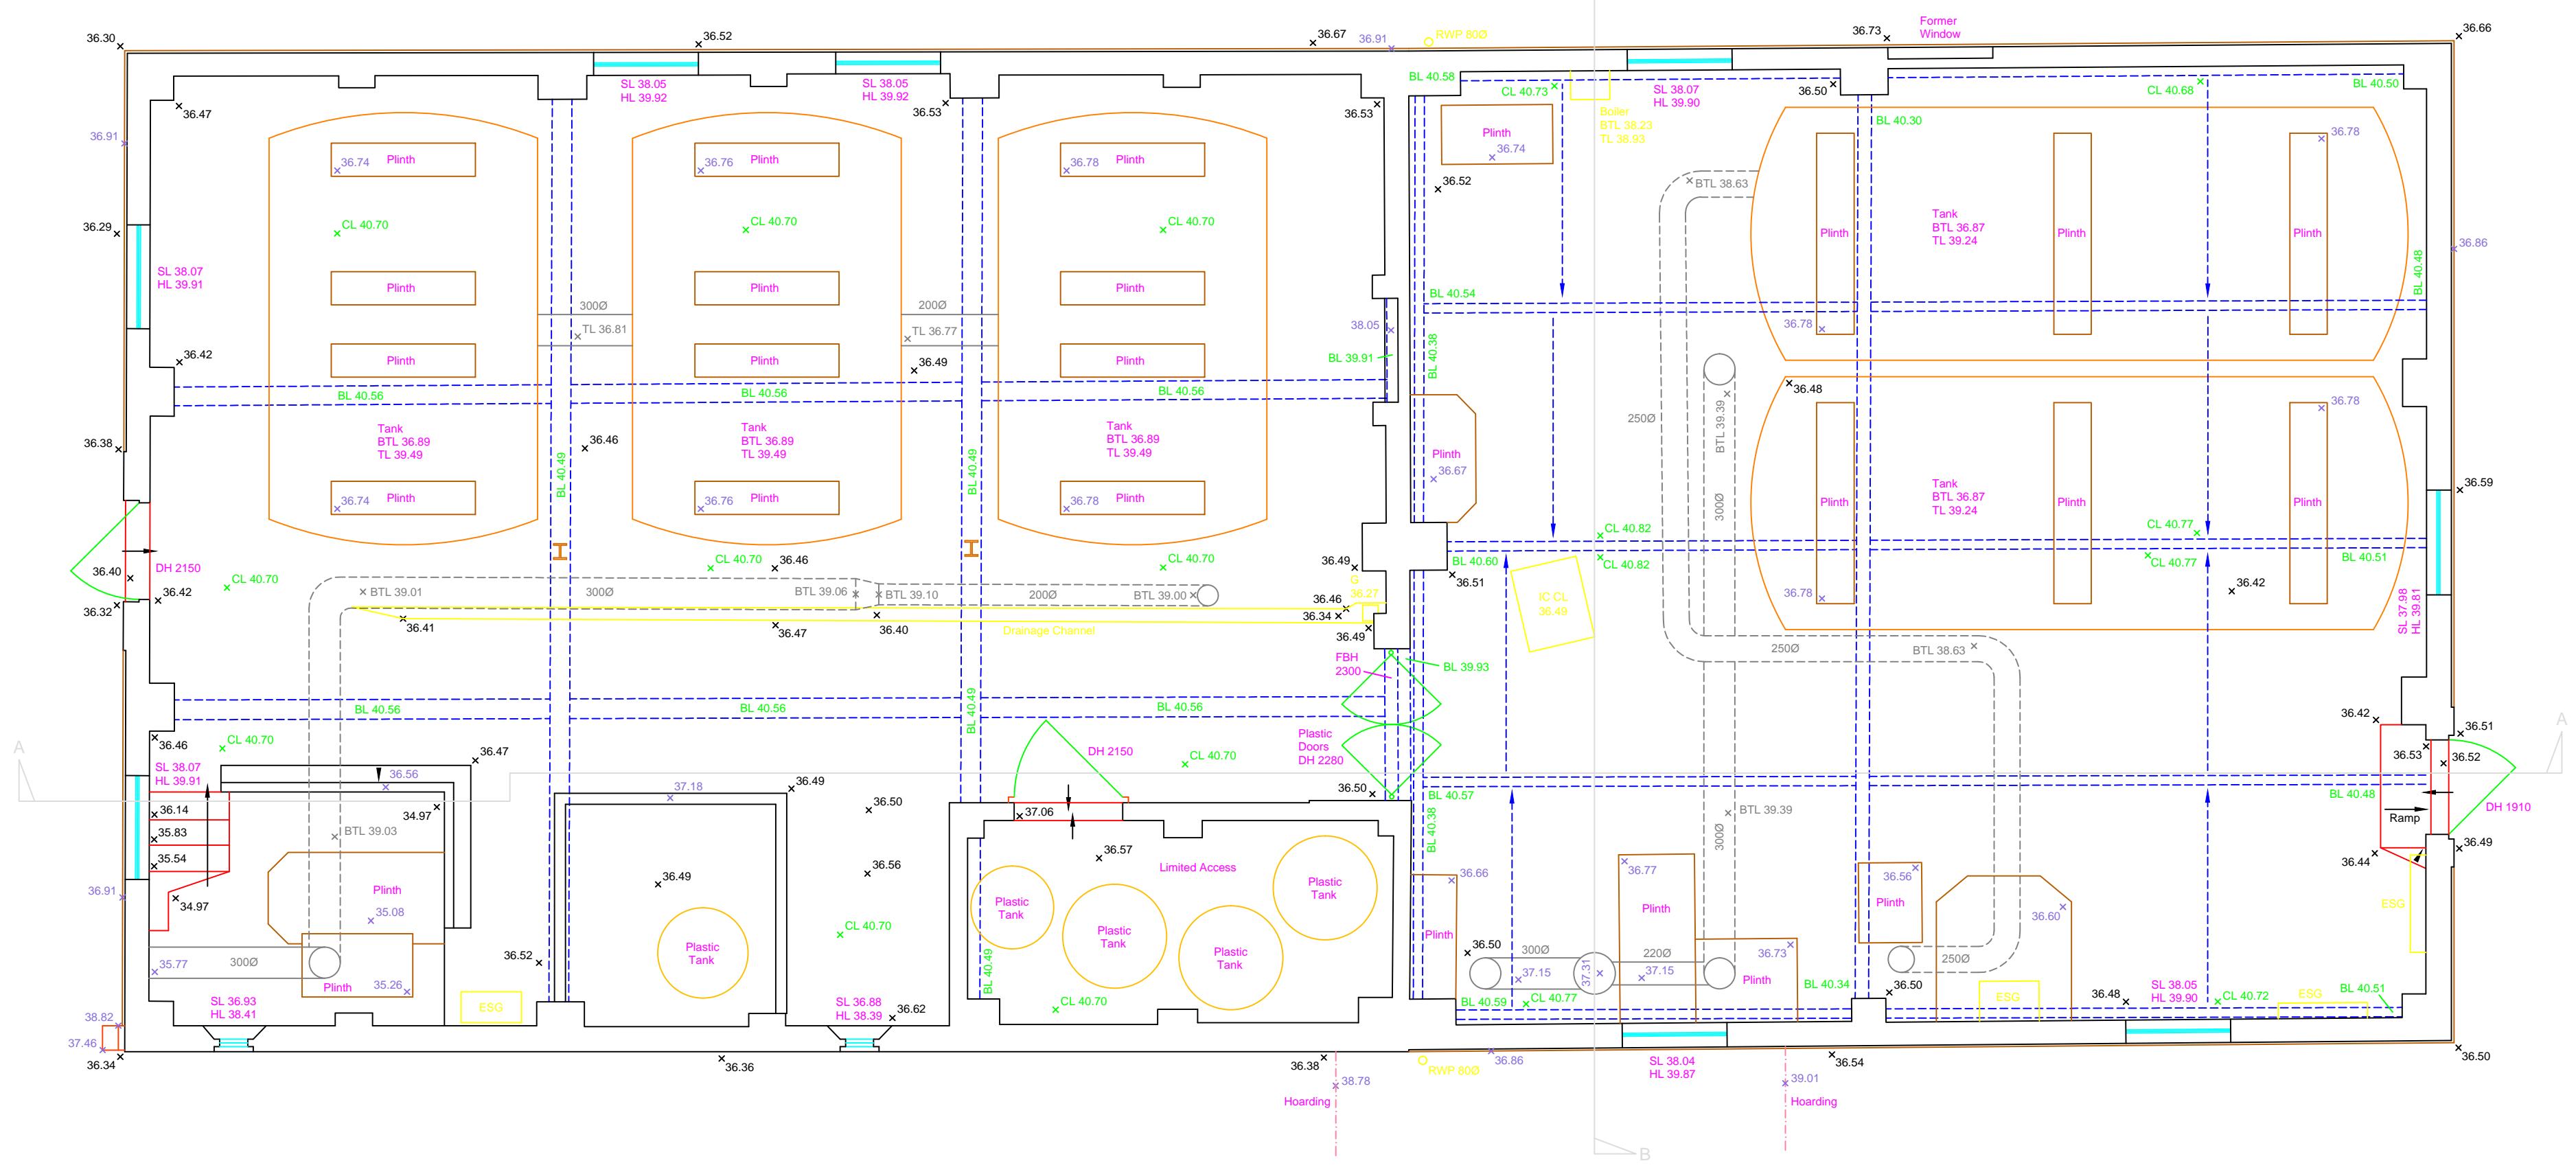 36.30
36.52
36.67
36.91
RWP 80Ø
36.73
Former
Window
36.66
SL 38.05
HL 39.92
SL 38.05
HL 39.92
BL 40.58
CL 40.73
SL 38.07
HL 39.90
36.50
CL 40.68
BL 40.50
36.47
36.53
36.53
Boiler
BTL 38.23
TL 38.93
BL 40.30
36.91
36.74
Plinth
36.76
Plinth
36.78
Plinth
Plinth
36.74
36.78
36.52
BTL 38.63
36.29
CL 40.70
CL 40.70
CL 40.70
Plinth
Tank
BTL 36.87
TL 39.24
Plinth
Plinth
36.86
BL 40.48
SL 38.07
HL 39.91
Plinth
Plinth
Plinth
BL 40.54
300Ø
TL 36.81
200Ø
TL 36.77
38.05
36.78
36.42
Plinth
Plinth
36.49
Plinth
BL 39.91
BL 40.38
BL 40.56
BL 40.56
BL 40.56
36.48
36.38
Tank
BTL 36.89
TL 39.49
36.46
Tank
BTL 36.89
TL 39.49
Tank
BTL 36.89
TL 39.49
Plinth
36.67
250Ø
BTL 39.39
36.78
BL 40.49
BL 40.49
36.74
Plinth
36.76
Plinth
36.78
Plinth
300Ø
Plinth
Tank
BTL 36.87
TL 39.24
Plinth
Plinth
36.59
CL 40.82
CL 40.77
DH 2150
36.40
36.42
36.32
CL 40.70
CL 40.70
36.46
CL 40.70
36.49
BL 40.60
36.51
CL 40.82
CL 40.77
BL 40.51
36.42
BTL 39.01
300Ø
BTL 39.06
BTL 39.10
200Ø
BTL 39.00
G
38.27
36.46
36.34
IC CL
36.49
36.78
SL 37.98
HL 39.81
36.41
36.47
36.40
Drainage Channel
36.49
FBH
2300
BL 39.93
250Ø
BTL 38.63
BL 40.56
BL 40.56
BL 40.49
BL 40.56
36.42
36.51
A
36.46
CL 40.70
36.47
DH 2150
CL 40.70
Plastic
Doors
DH 2280
36.53
36.52
A
SL 38.07
HL 39.91
36.56
37.18
36.49
36.50
BL 40.57
BL 40.48
DH 1910
36.14
34.97
36.50
37.06
BTL 39.39
Ramp
35.83
BTL 39.03
BL 40.38
300Ø
36.49
35.54
36.57
Limited Access
36.44
36.91
34.97
Plinth
35.08
36.49
36.56
Plastic
Tank
Plastic
Tank
Plastic
Tank
Plastic
Tank
36.66
Plinth
36.77
Plinth
36.56
Plinth
36.60
ESG
CL 40.70
Plastic
Tank
36.52
BL 40.49
36.50
300Ø
37.15
37.31
220Ø
37.15
36.73
Plinth
250Ø
35.77
300Ø
Plinth
35.26
SL 36.93
HL 38.41
ESG
SL 36.88
HL 38.39
36.62
CL 40.70
BL 40.59
CL 40.77
BL 40.34
36.50
ESG
36.48
SL 38.05
HL 39.90
CL 40.72
ESG
BL 40.51
38.82
37.46
36.34
36.36
36.38
RWP 80Ø
36.86
SL 38.04
HL 39.87
36.54
36.50
38.78
39.01
Hoarding
Hoarding
B